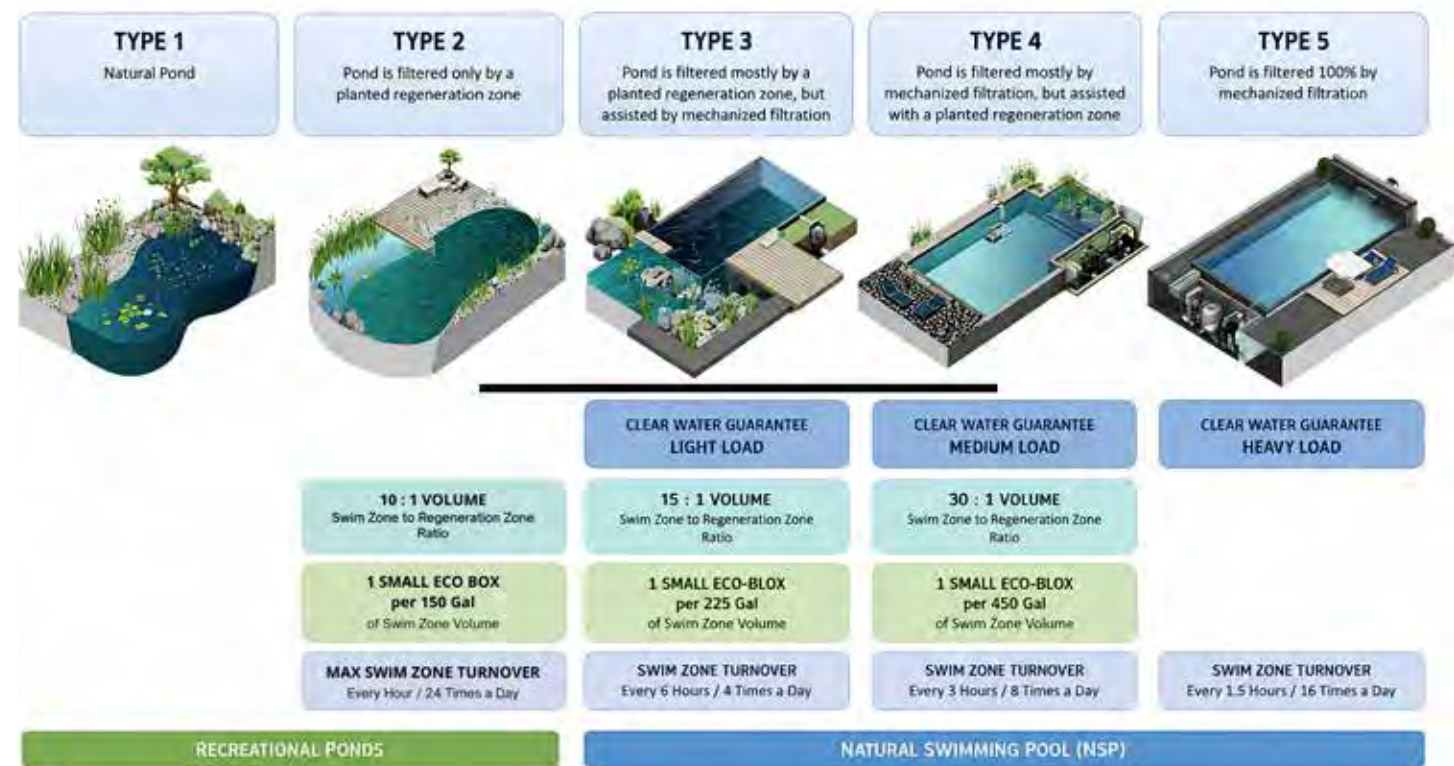 TYPE 1
Natural Pond
TYPE 2
Pond is filtered only by a
planted regeneration zone
TYPE 3
Pond is filtered mostly by a
planted regeneration zone, but
assisted by mechanized filtration
TYPE 4
Pond is filtered mostly by
mechanized filtration, but assisted
with a planted regeneration zone
TYPE 5
Pond is filtered 100% by
mechanized filtration
CLEAR WATER GUARANTEE
LIGHT LOAD
CLEAR WATER GUARANTEE
MEDIUM LOAD
CLEAR WATER GUARANTEE
HEAVY LOAD
10 : 1 VOLUME
Swim Zone to Regeneration Zone
Ratio
15 : 1 VOLUME
Swim Zone to Regeneration Zone
Ratio
30 : 1 VOLUME
Swim Zone to Regeneration Zone
Ratio
1 SMALL ECO BOX
per 150 Gal
of Swim Zone Volume
1 SMALL ECO-BLOX
per 225 Gal
of Swim Zone Volume
1 SMALL ECO-BLOX
per 450 Gal
of Swim Zone Volume
MAX SWIM ZONE TURNOVER
Every Hour / 24 Times a Day
SWIM ZONE TURNOVER
Every 6 Hours / 4 Times a Day
SWIM ZONE TURNOVER
Every 3 Hours / 8 Times a Day
SWIM ZONE TURNOVER
Every 1.5 Hours / 16 Times a Day
RECREATIONAL PONDS
NATURAL SWIMMING POOL (NSP)